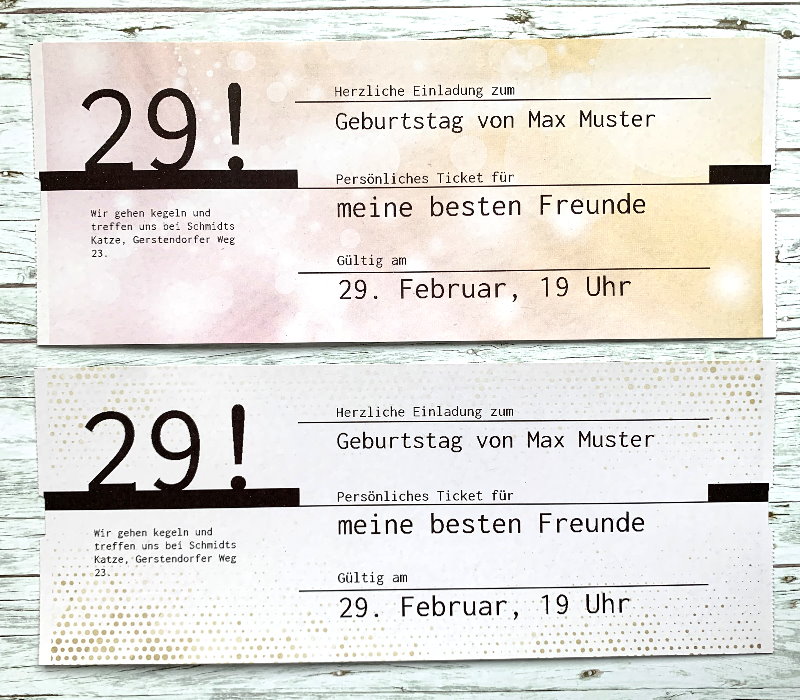 29!
Herzliche Einladung zum
Geburtstag von Max Muster
Persönliches Ticket für
meine besten Freunde
Wir gehen kegeln und
treffen uns bei Schmidts
Katze, Gerstendorfer Weg
23.
Gültig am
29. Februar, 19 Uhr
29!
Herzliche Einladung zum
Geburtstag von Max Muster
Persönliches Ticket für
meine besten Freunde
Wir gehen kegeln und
treffen uns bei Schmidts
Katze, Gerstendorfer Weg
23.
Gültig am
29. Februar, 19 Uhr